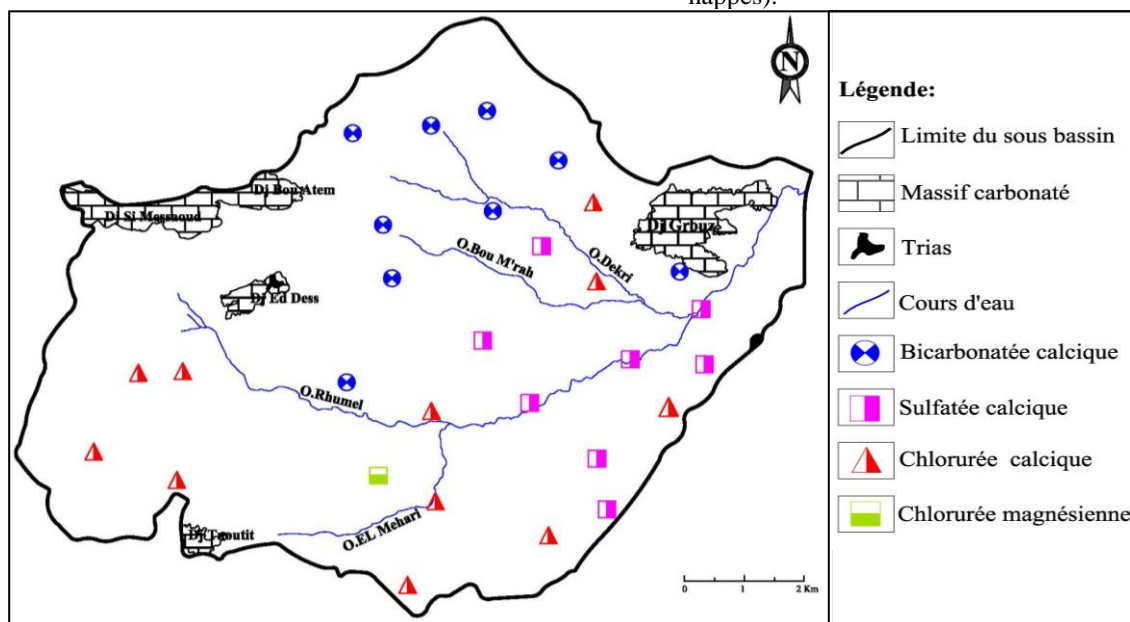 nappes).
N
Dj Bou Atem
Dj Si Messaoud
Dj Grouz
O.Dekri
O.Bou M'rah
Dj Ed Dess
O.Rhumel
O.EL Mehari
0 1 2 Km
Légende:
Limite du sous bassin
Massif carbonaté
Trias
Cours d'eau
Bicarbonatée calcique
Sulfatée calcique
Chlorurée calcique
Chlorurée magnésienne